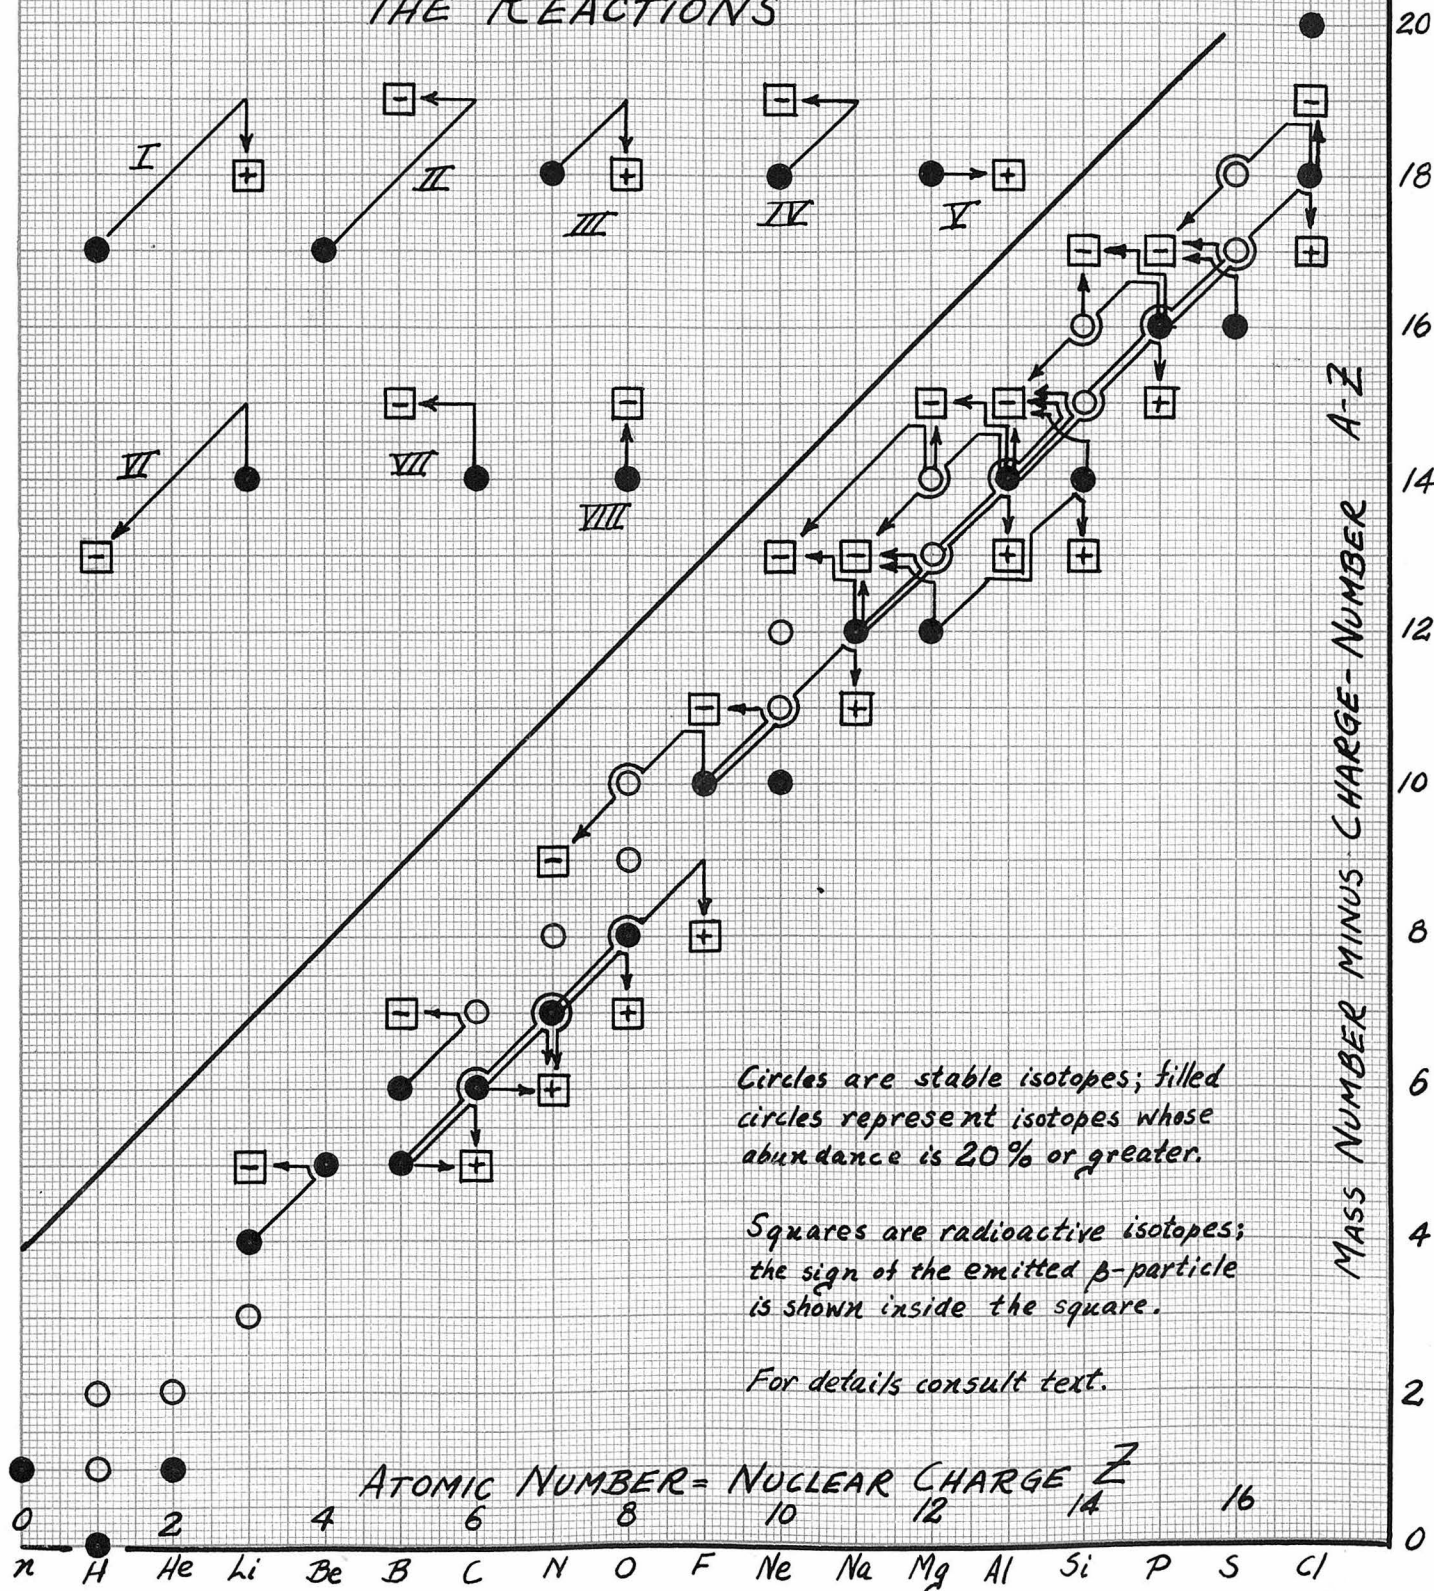 THE REACTIONS
I
II
III
IV
V
VI
VII
VIII
Circles are stable isotopes; filled
circles represent isotopes whose
abundance is 20% or greater.
Squares are radioactive isotopes;
the sign of the emitted β-particle
is shown inside the square.
For details consult text.
MASS NUMBER MINUS CHARGE-NUMBER A-Z
20
18
16
14
12
10
8
6
4
2
0
ATOMIC NUMBER = NUCLEAR CHARGE Z
0 2 4 6 8 10 12 14 16
n H He Li Be B C N O F Ne Na Mg Al Si P S Cl